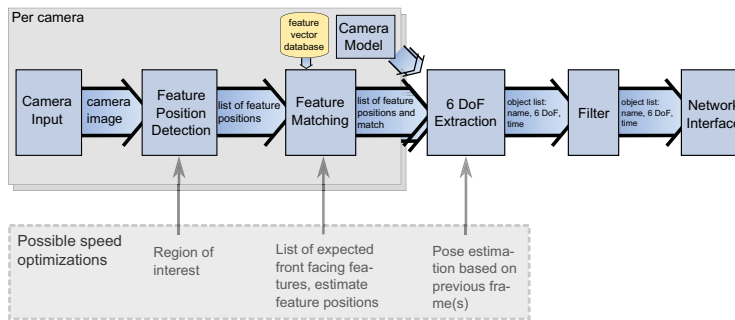 Per camera
feature
vector
database
Camera
Model
Camera
Input
camera
image
Feature
Position
Detection
list of feature
positions
Feature
Matching
list of feature
positions and
match
6 DoF
Extraction
object list:
name, 6 DoF,
time
Filter
object list:
name, 6 DoF,
time
Network
Interface
Possible speed
optimizations
Region of
interest
List of expected
front facing fea-
tures, estimate
feature positions
Pose estima-
tion based on
previous fra-
me(s)